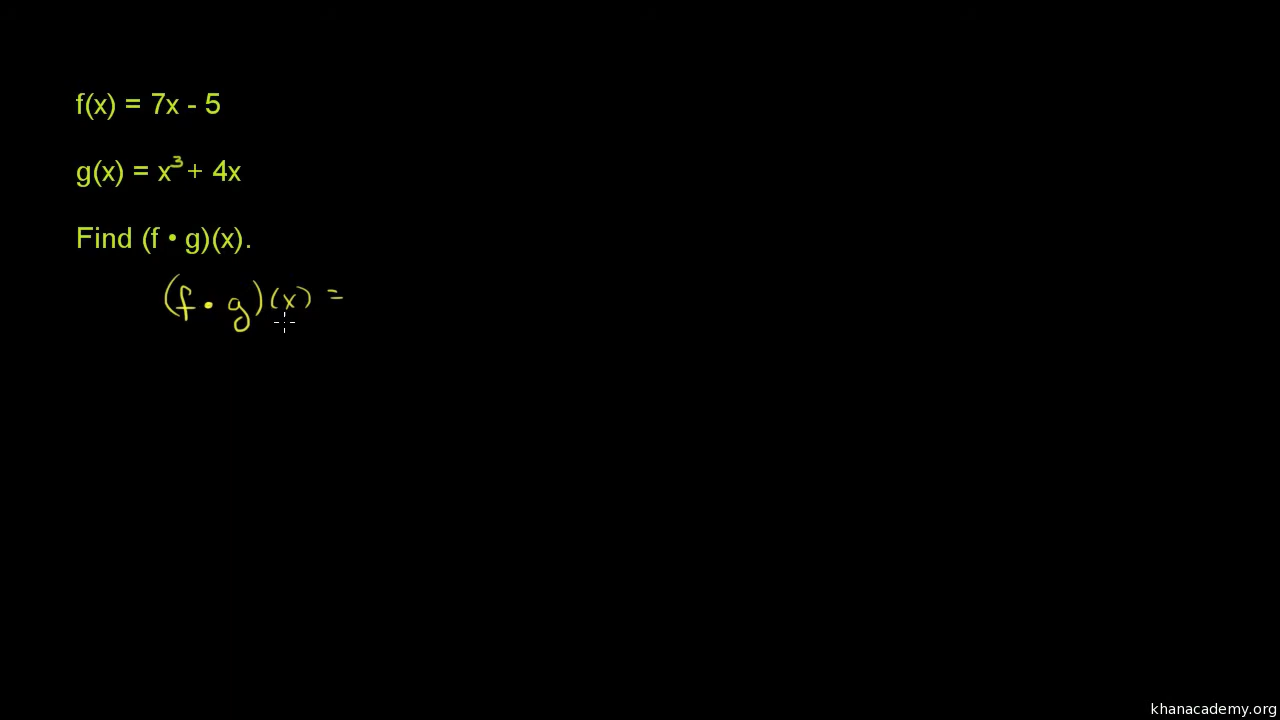 f(x) = 7x - 5
g(x) = x³ + 4x
Find (f • g)(x).
(f • g)(x) =
khanacademy.org